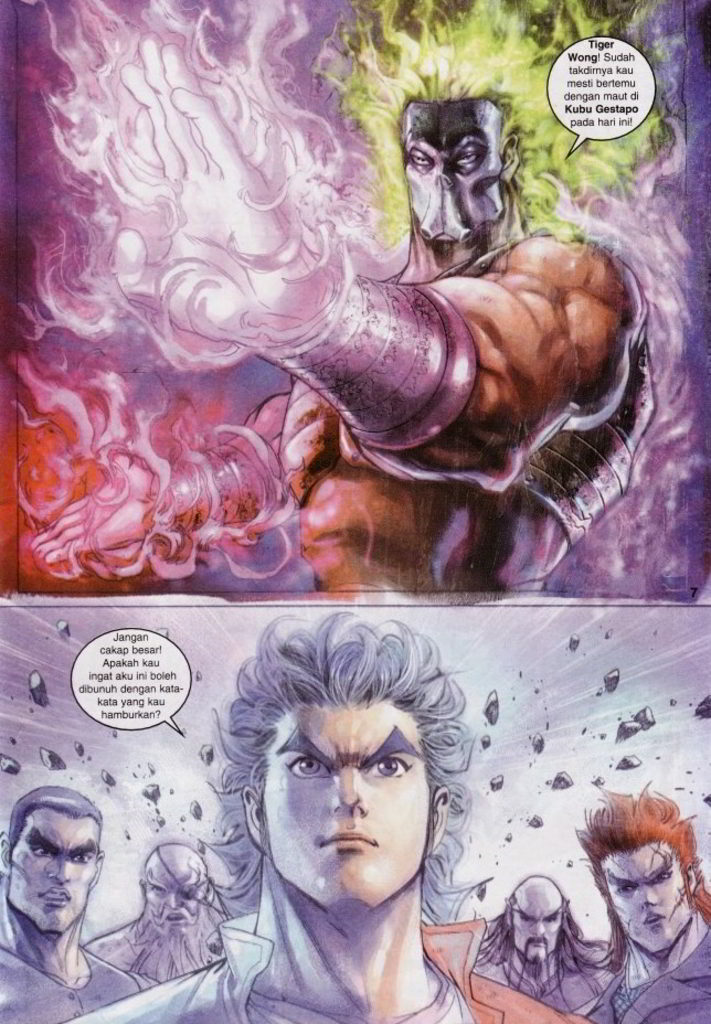 Tiger
Wong! Sudah
takdirnya kau
mesti bertemu
dengan maut di
Kubu Gestapo
pada hari ini!
7
Jangan
cakap besar!
Apakah kau
ingat aku ini boleh
dibunuh dengan kata-
kata yang kau
hamburkan?